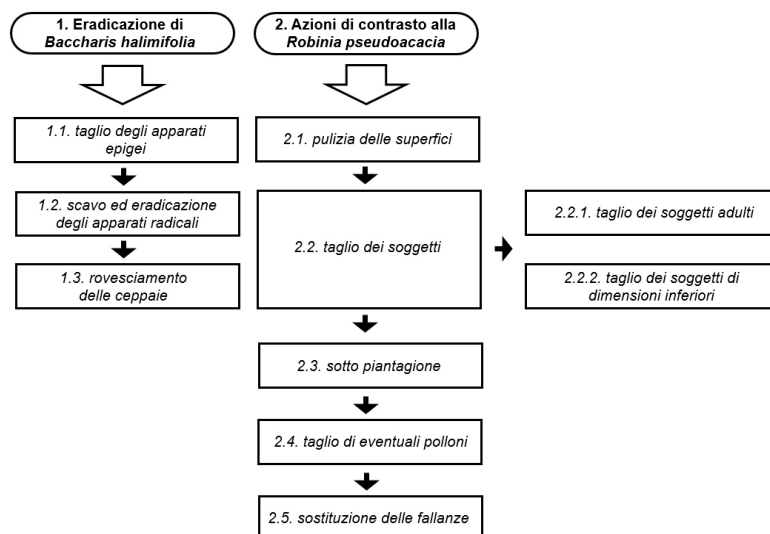 1. Eradicazione di
Baccharis halimifolia
2. Azioni di contrasto alla
Robinia pseudoacacia
1.1. taglio degli apparati
epigei
2.1. pulizia delle superfici
1.2. scavo ed eradicazione
degli apparati radicali
2.2. taglio dei soggetti
2.2.1. taglio dei soggetti adulti
1.3. rovesciamento
delle ceppaie
2.2.2. taglio dei soggetti di
dimensioni inferiori
2.3. sotto piantagione
2.4. taglio di eventuali polloni
2.5. sostituzione delle fallanze